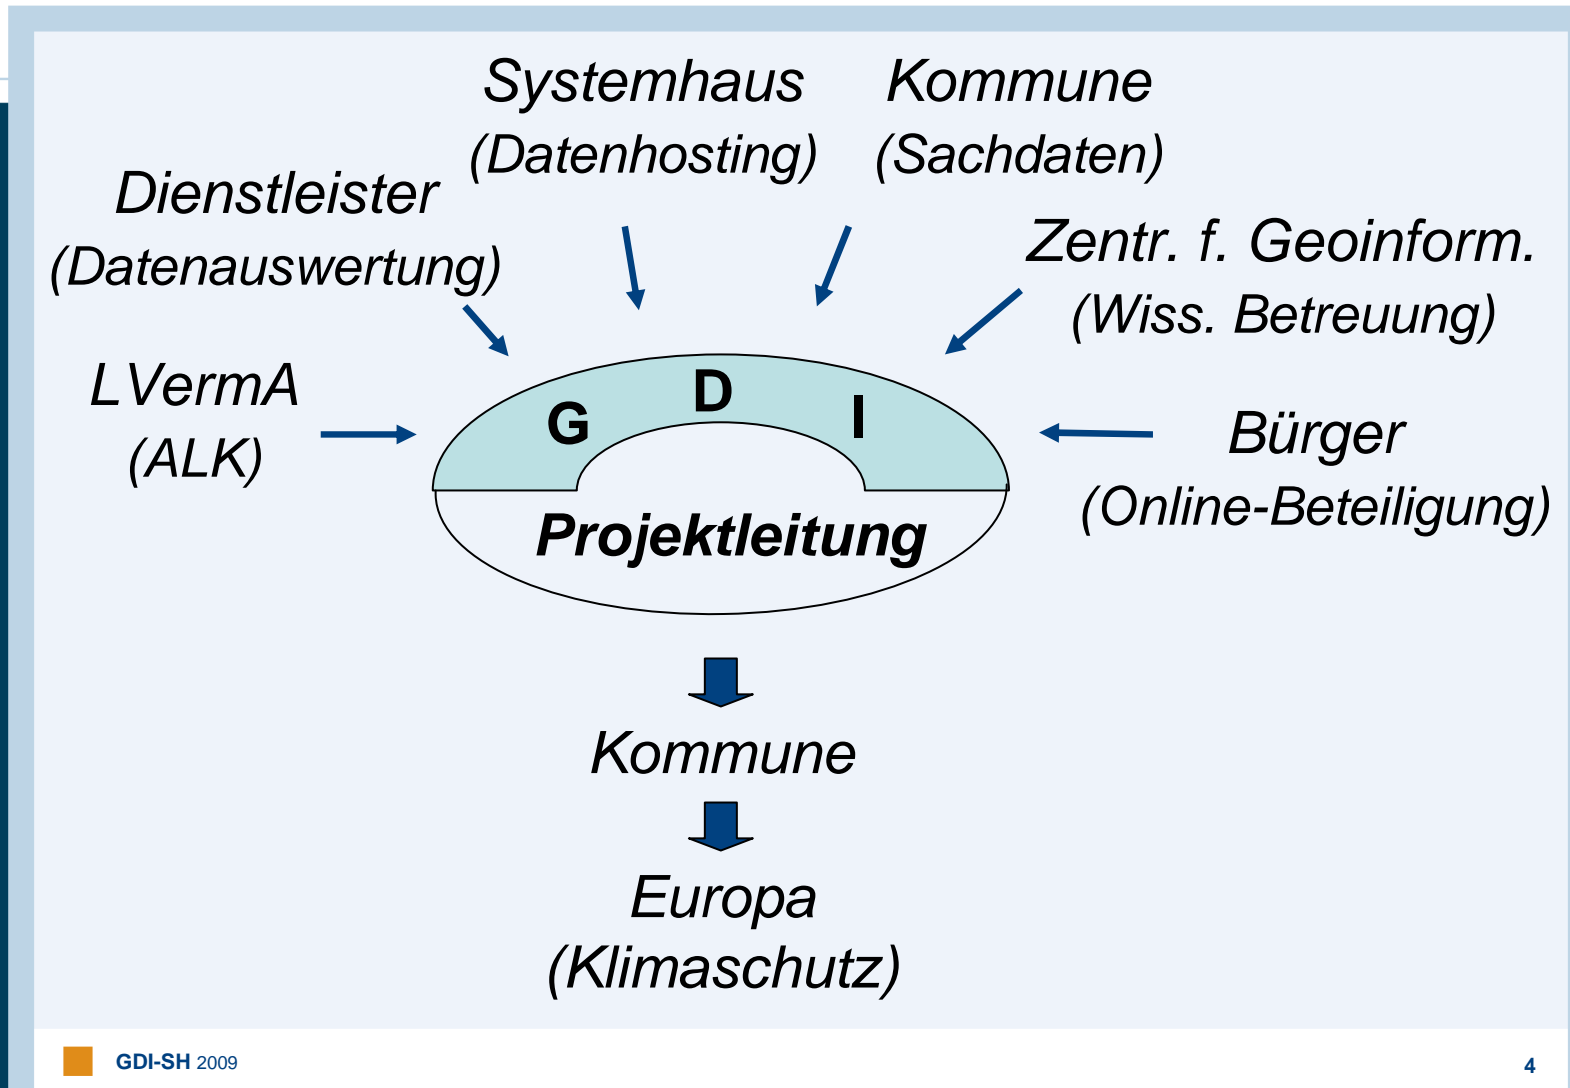 Systemhaus
(Datenhosting)
Kommune
(Sachdaten)
Dienstleister
(Datenauswertung)
Zentr. f. Geoinform.
(Wiss. Betreuung)
LVermA
(ALK)
G D I
Bürger
(Online-Beteiligung)
Projektleitung
Kommune
Europa
(Klimaschutz)
GDI-SH 2009
4